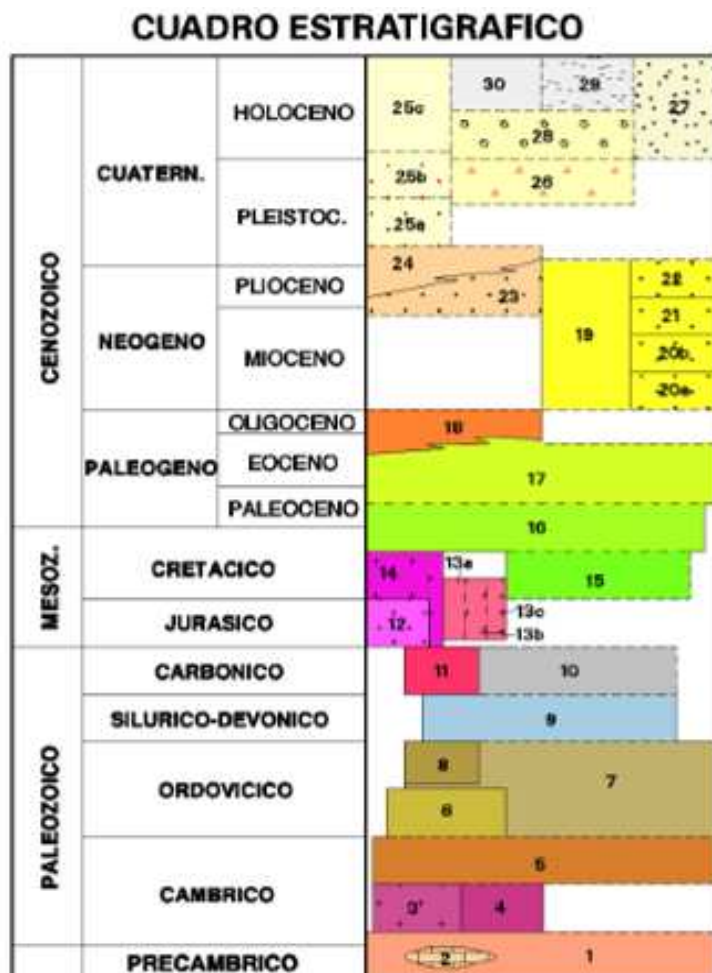 CUADRO ESTRATIGRAFICO
CENOZOICO
CUATERN.
HOLOCENO
25c
30
29
27
28
PLEISTOC.
25b
26
25a
NEOGENO
PLIOCENO
24
23
19
22
21
MIOCENO
20b
20a
PALEOGENO
OLIGOCENO
18
EOCENO
17
PALEOCENO
16
MESOZ.
CRETACICO
14
13a
15
JURASICO
12
13c
13b
PALEOZOICO
CARBONICO
11
10
SILURICO-DEVONICO
9
ORDOVICICO
8
7
6
CAMBRICO
5
3
4
PRECAMBRICO
2
1